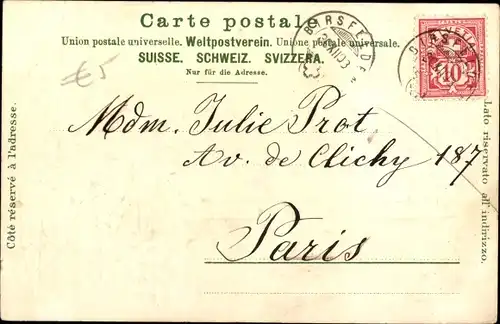 Carte postale.
Union postale universelle. Weltpostverein. Unione postale universale.
SUISSE. SCHWEIZ. SVIZZERA.
Nur für die Adresse.
€5
10
Mdm. Julie Prot
Av. de Clichy 187
Paris
Côté réservé à l'adresse.
Lato riservato all' indirizzo.